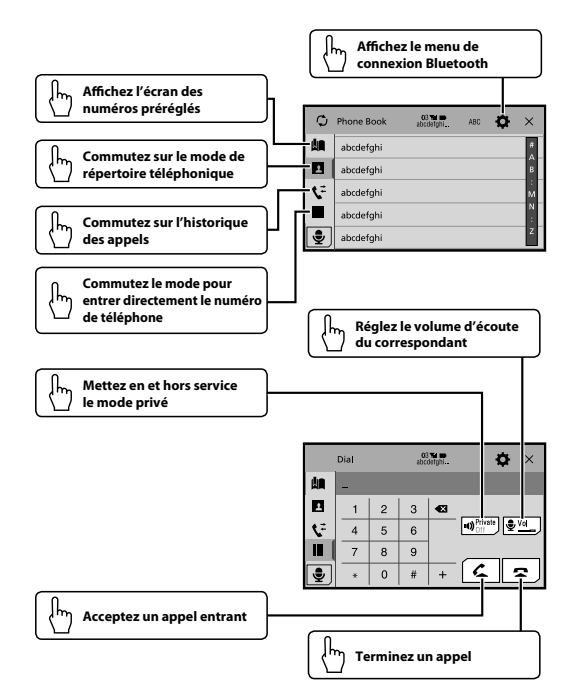 Affichez le menu de
connexion Bluetooth
Affichez l'écran des
numéros préréglés
Commutez sur le mode de
répertoire téléphonique
Commutez sur l'historique
des appels
Commutez le mode pour
entrer directement le numéro
de téléphone
Phone Book
03
abcdefghi...
ABC
abcdefghi
abcdefghi
abcdefghi
abcdefghi
abcdefghi
#
A
B
:
M
N
:
Z
Réglez le volume d'écoute
du correspondant
Mettez en et hors service
le mode privé
Dial
03
abcdefghi...
_
1 2 3
4 5 6
7 8 9
* 0 # +
Private
Off
Vol
Acceptez un appel entrant
Terminez un appel